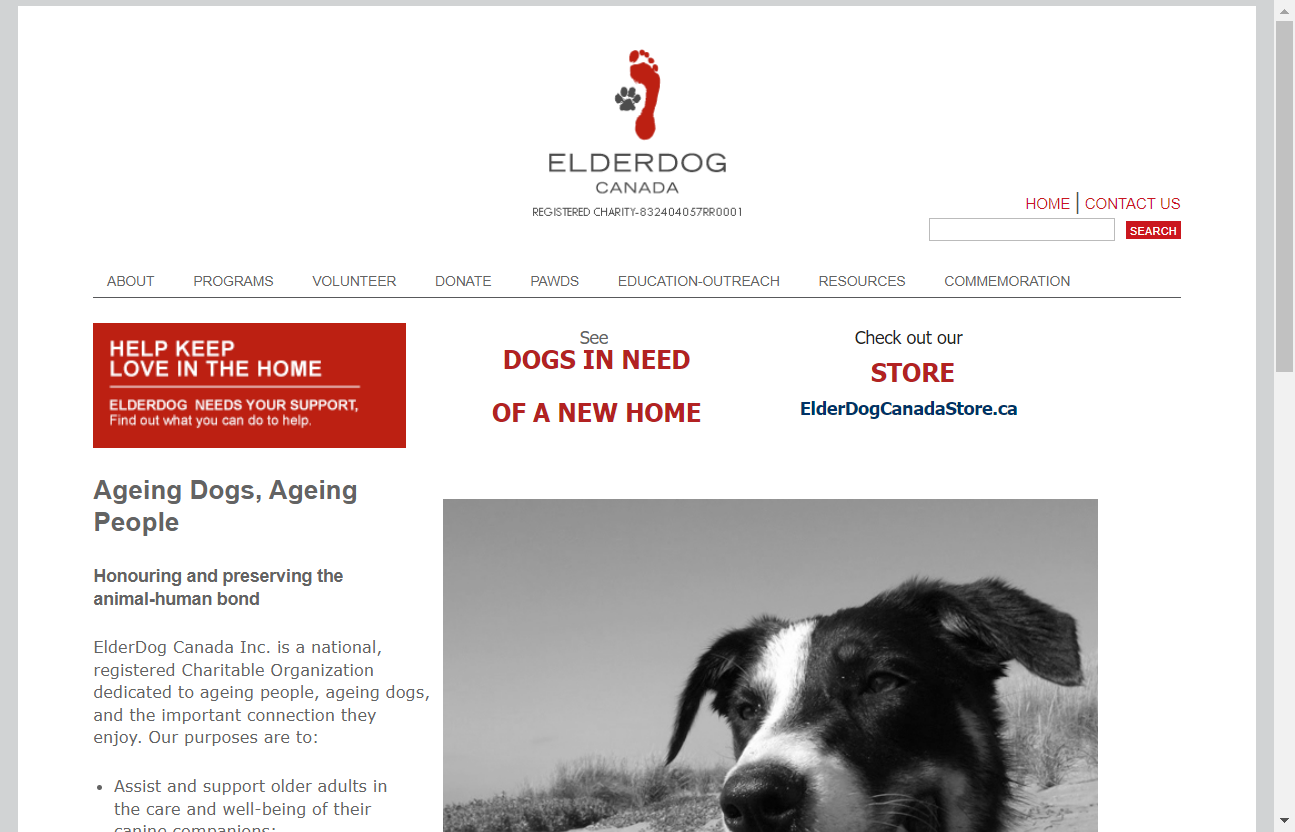 ELDERDOG
CANADA
REGISTERED CHARITY-832404057RR0001
HOME | CONTACT US
SEARCH
ABOUT PROGRAMS VOLUNTEER DONATE PAWDS EDUCATION-OUTREACH RESOURCES COMMEMORATION
HELP KEEP
LOVE IN THE HOME
ELDERDOG NEEDS YOUR SUPPORT,
Find out what you can do to help.
See
DOGS IN NEED
OF A NEW HOME
Check out our
STORE
ElderDogCanadaStore.ca
Ageing Dogs, Ageing
People
Honouring and preserving the
animal-human bond
ElderDog Canada Inc. is a national,
registered Charitable Organization
dedicated to ageing people, ageing dogs,
and the important connection they
enjoy. Our purposes are to:
• Assist and support older adults in
the care and well-being of their
canine companions;